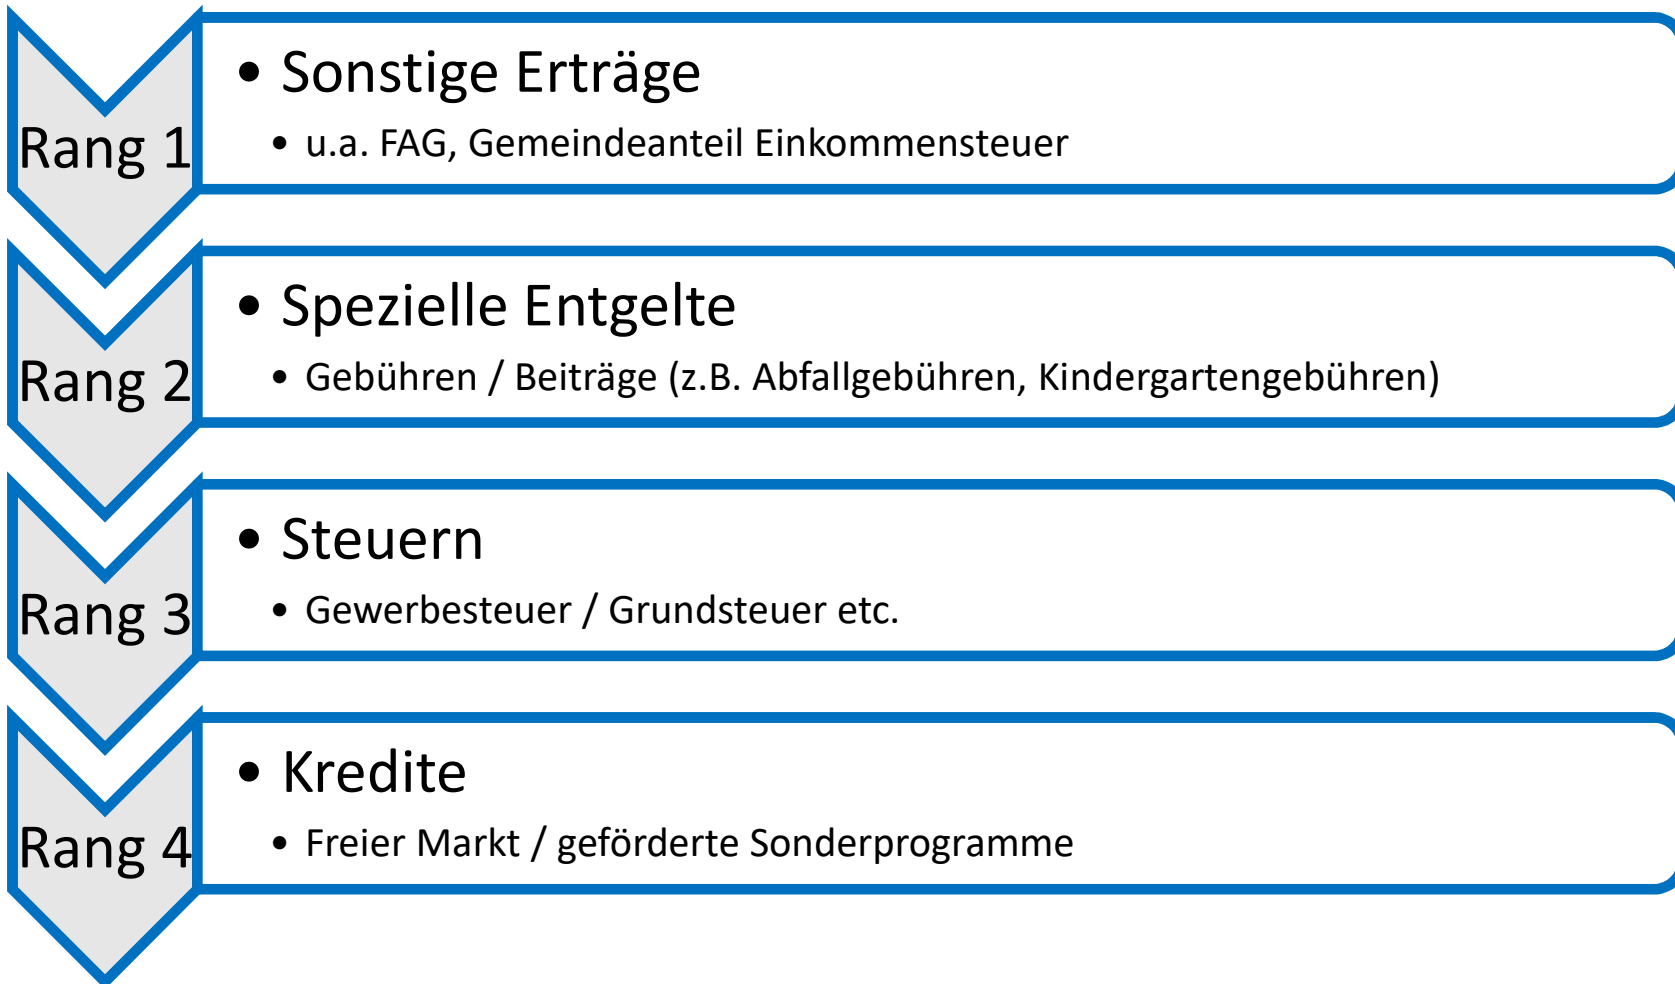 Rang 1
• Sonstige Erträge
• u.a. FAG, Gemeindeanteil Einkommensteuer
Rang 2
• Spezielle Entgelte
• Gebühren / Beiträge (z.B. Abfallgebühren, Kindergartengebühren)
Rang 3
• Steuern
• Gewerbesteuer / Grundsteuer etc.
Rang 4
• Kredite
• Freier Markt / geförderte Sonderprogramme